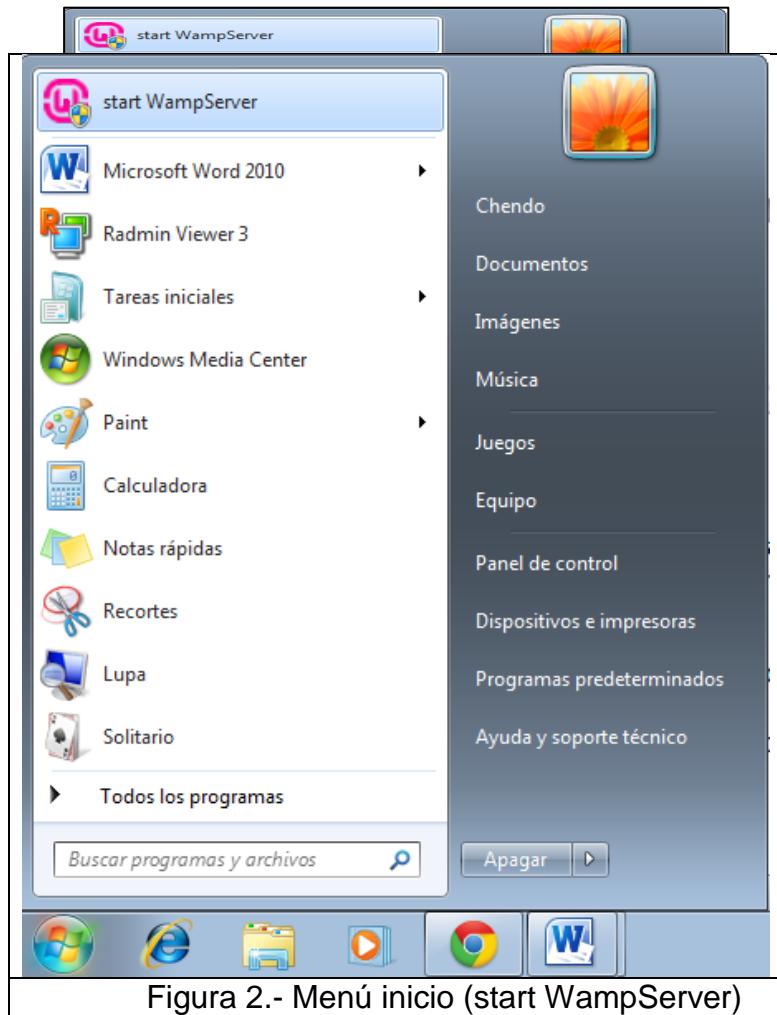 start WampServer
start WampServer
Microsoft Word 2010
Radmin Viewer 3
Tareas iniciales
Windows Media Center
Paint
Calculadora
Notas rápidas
Recortes
Lupa
Solitario
Todos los programas
Buscar programas y archivos
Chendo
Documentos
Imágenes
Música
Juegos
Equipo
Panel de control
Dispositivos e impresoras
Programas predeterminados
Ayuda y soporte técnico
Apagar
Figura 2.- Menú inicio (start WampServer)